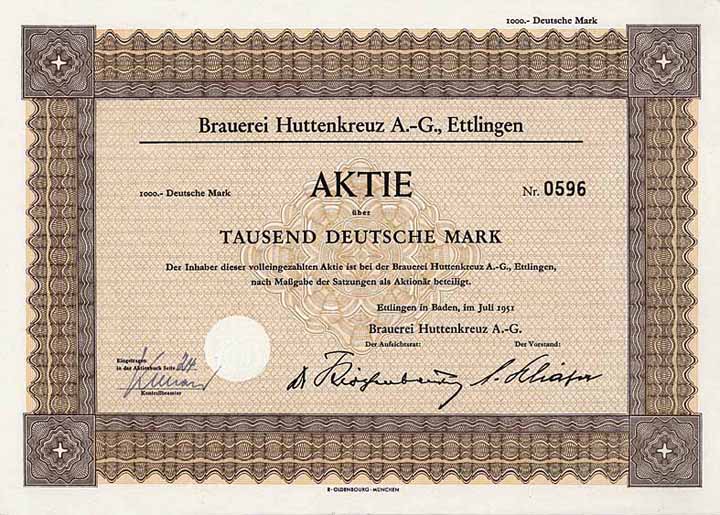 1000.- Deutsche Mark
Brauerei Huttenkreuz A.-G., Ettlingen
1000.- Deutsche Mark
AKTIE
Nr. 0596
über
TAUSEND DEUTSCHE MARK
Der Inhaber dieser volleingezahlten Aktie ist bei der Brauerei Huttenkreuz A.-G., Ettlingen,
nach Maßgabe der Satzungen als Aktionär beteiligt.
Ettlingen in Baden, im Juli 1951
Brauerei Huttenkreuz A.-G.
Der Aufsichtsrat: Der Vorstand:
Eingetragen
in das Aktienbuch Seite 24
Kontrollbeamter
R·OLDENBOURG·MÜNCHEN